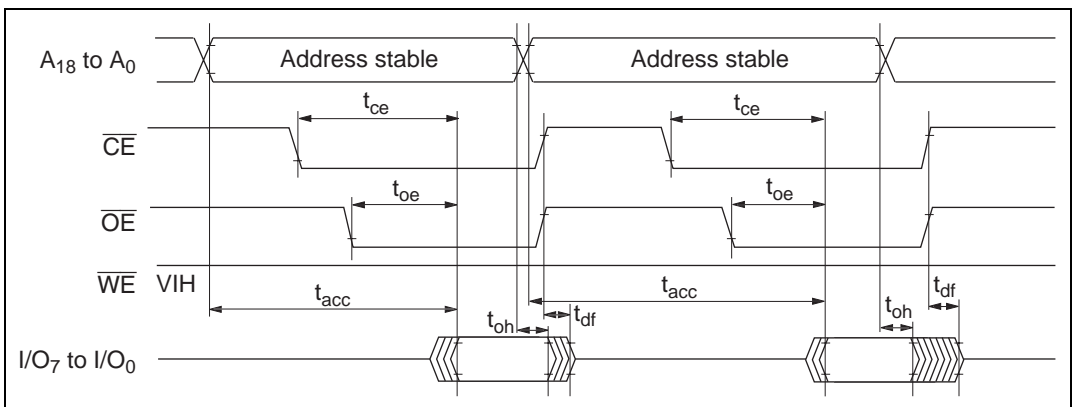 A18 to A0 Address stable Address stable
tce tce
CE
toe toe
OE
WE VIH
tacc tacc
toh tdf toh tdf
I/O7 to I/O0